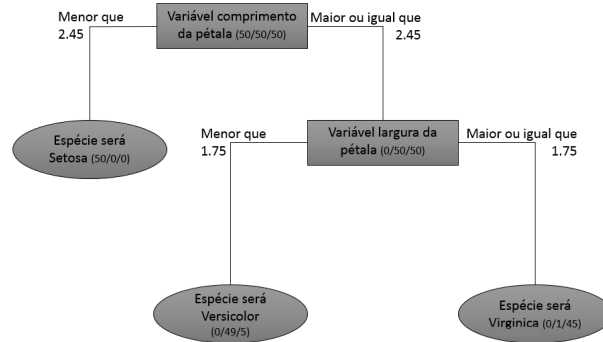 Menor que
2.45
Variável comprimento
da pétala (50/50/50)
Maior ou igual que
2.45
Espécie será
Setosa (50/0/0)
Menor que
1.75
Variável largura da
pétala (0/50/50)
Maior ou igual que
1.75
Espécie será
Versicolor
(0/49/5)
Espécie será
Virginica (0/1/45)